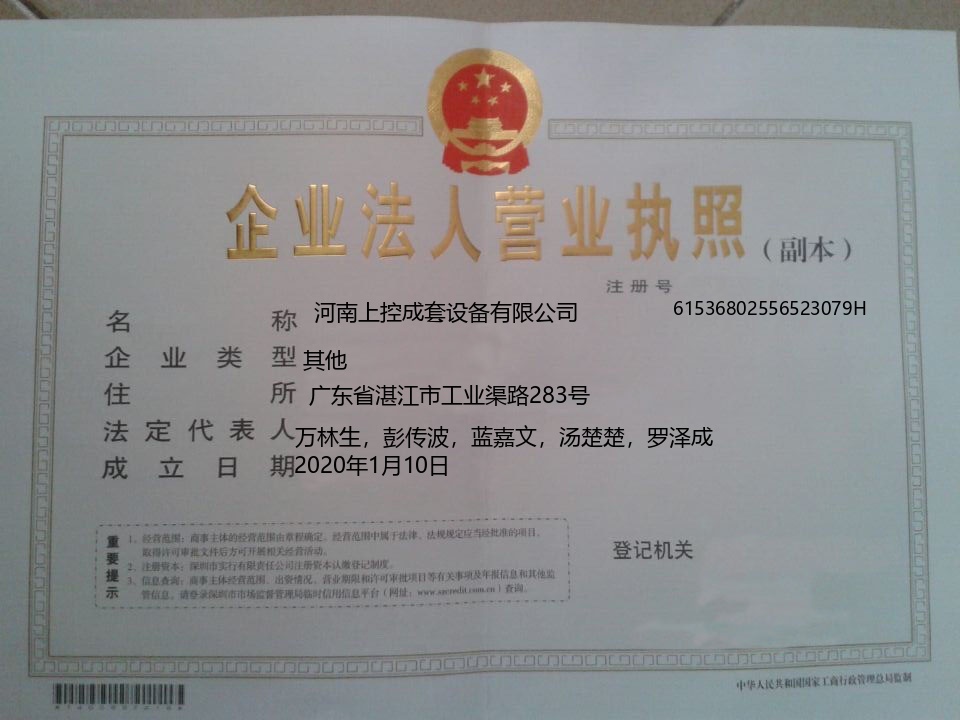 企业法人营业执照(副本)
注册号
61536802556523079H
名称 河南上控成套设备有限公司
企业类型 其他
住所 广东省湛江市工业渠路283号
法定代表人 万林生，彭传波，蓝嘉文，汤楚楚，罗泽成
成立日期 2020年1月10日
重要提示
1、经营范围：商事主体的经营范围由章程确定。经营范围中属于法律、法规规定应当经批准的项目，
取得许可审批文件后方可开展相关经营活动。
2、注册资本：深圳市实行有限责任公司注册资本认缴登记制度。
3、信息查询：商事主体经营范围、出资情况、营业期限和许可审批项目等有关事项及年报信息和其他监
管信息，请登录深圳市市场监督管理局临时信用信息平台（网址：www.szcredit.com.cn）查询。
登记机关
中华人民共和国国家工商行政管理总局监制